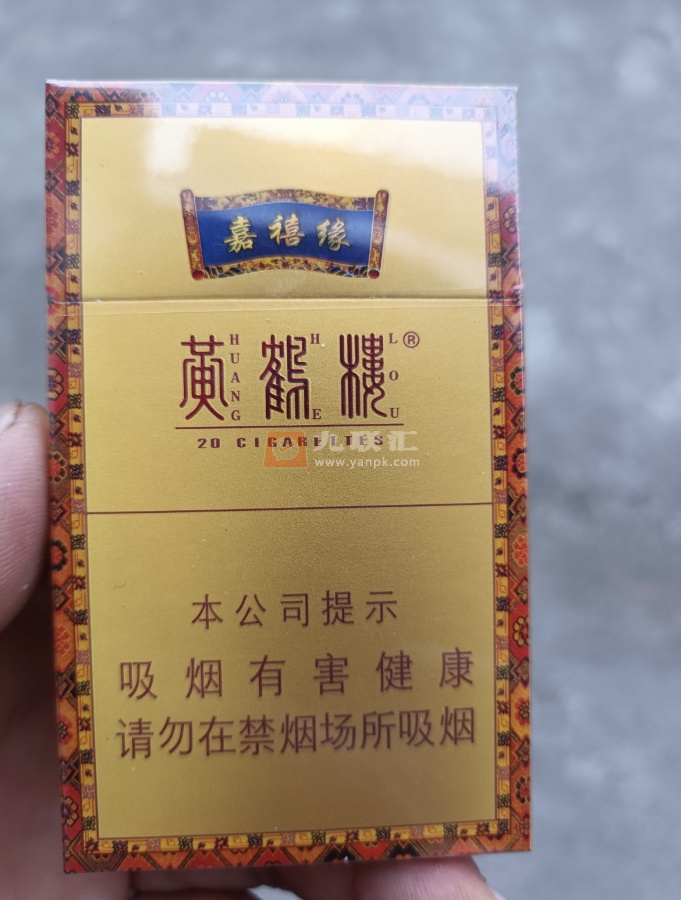 嘉禧缘
黄鹤楼®
HUANG HE LOU
20 CIGARETTES
九联汇
www.yanpk.com
本公司提示
吸烟有害健康
请勿在禁烟场所吸烟